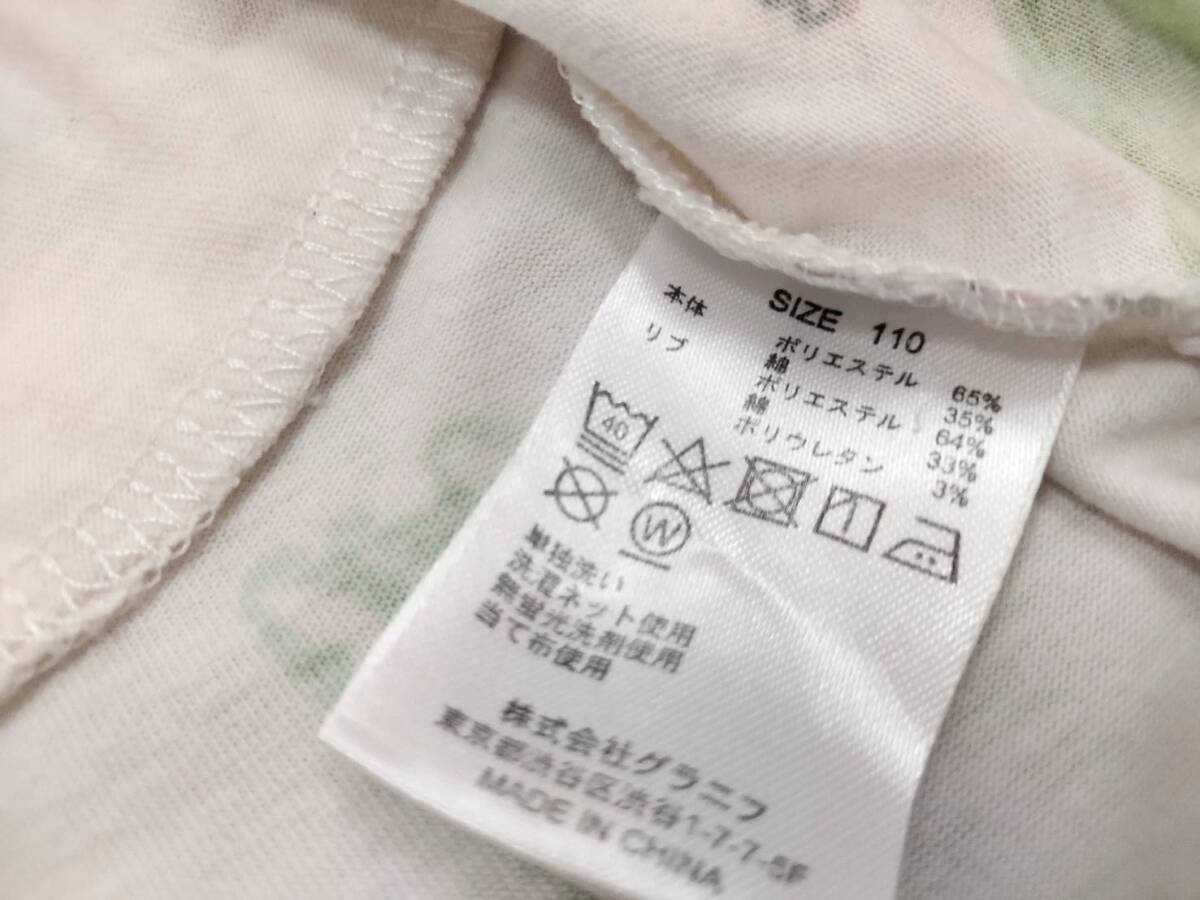 SIZE 110
本体 ポリエステル 65%
綿 35%
リブ ポリエステル 64%
綿 33%
ポリウレタン 3%
40
W
単独洗い
洗濯ネット使用
無蛍光洗剤使用
当て布使用
株式会社グラニフ
東京都渋谷区渋谷1-7-7-5F
MADE IN CHINA